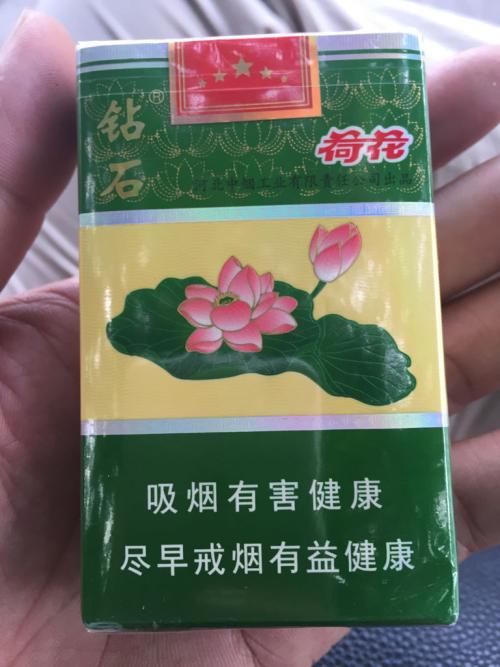 钻石®
荷花
河北中烟工业有限责任公司出品
吸烟有害健康
尽早戒烟有益健康